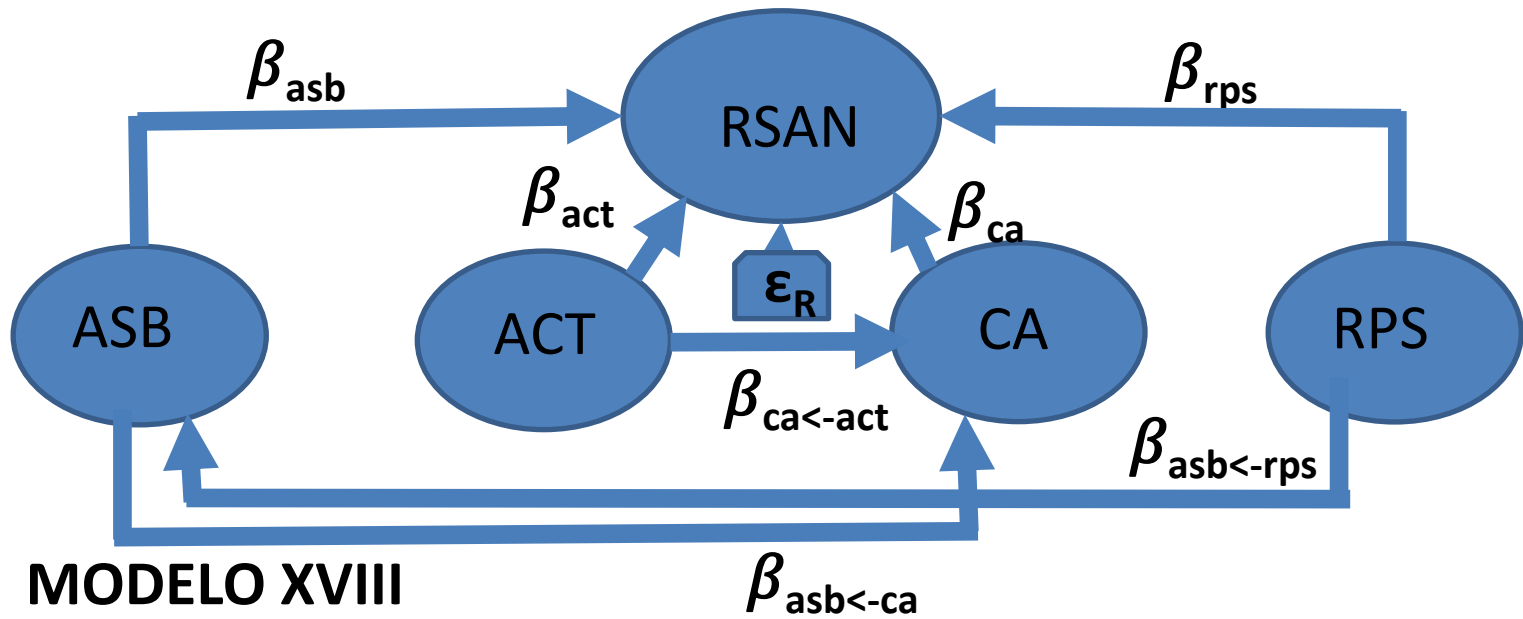 βasb
βrps
RSAN
βact
βca
εR
ASB
ACT
CA
RPS
βca<-act
βasb<-rps
MODELO XVIII
βasb<-ca